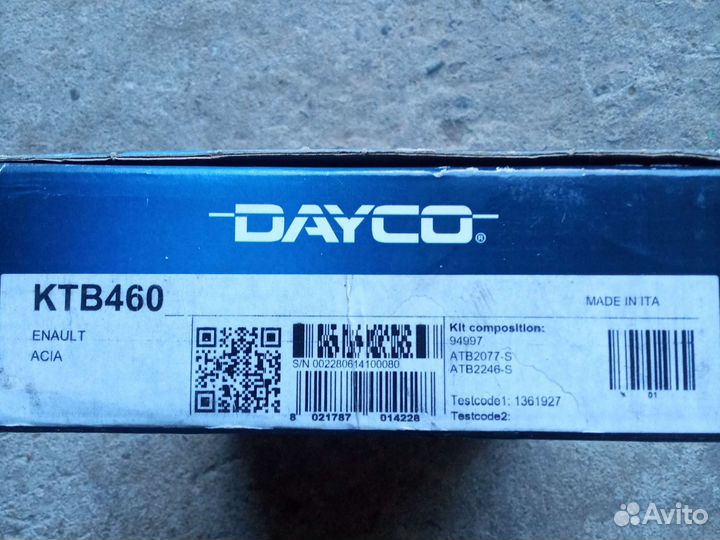 DAYCO®
KTB460
MADE IN ITA
ENAULT
ACIA
S/N 002280614100080
8 021787 014228
Kit composition:
94997
ATB2077-S
ATB2246-S
Testcode1: 1361927
Testcode2:
01
Avito